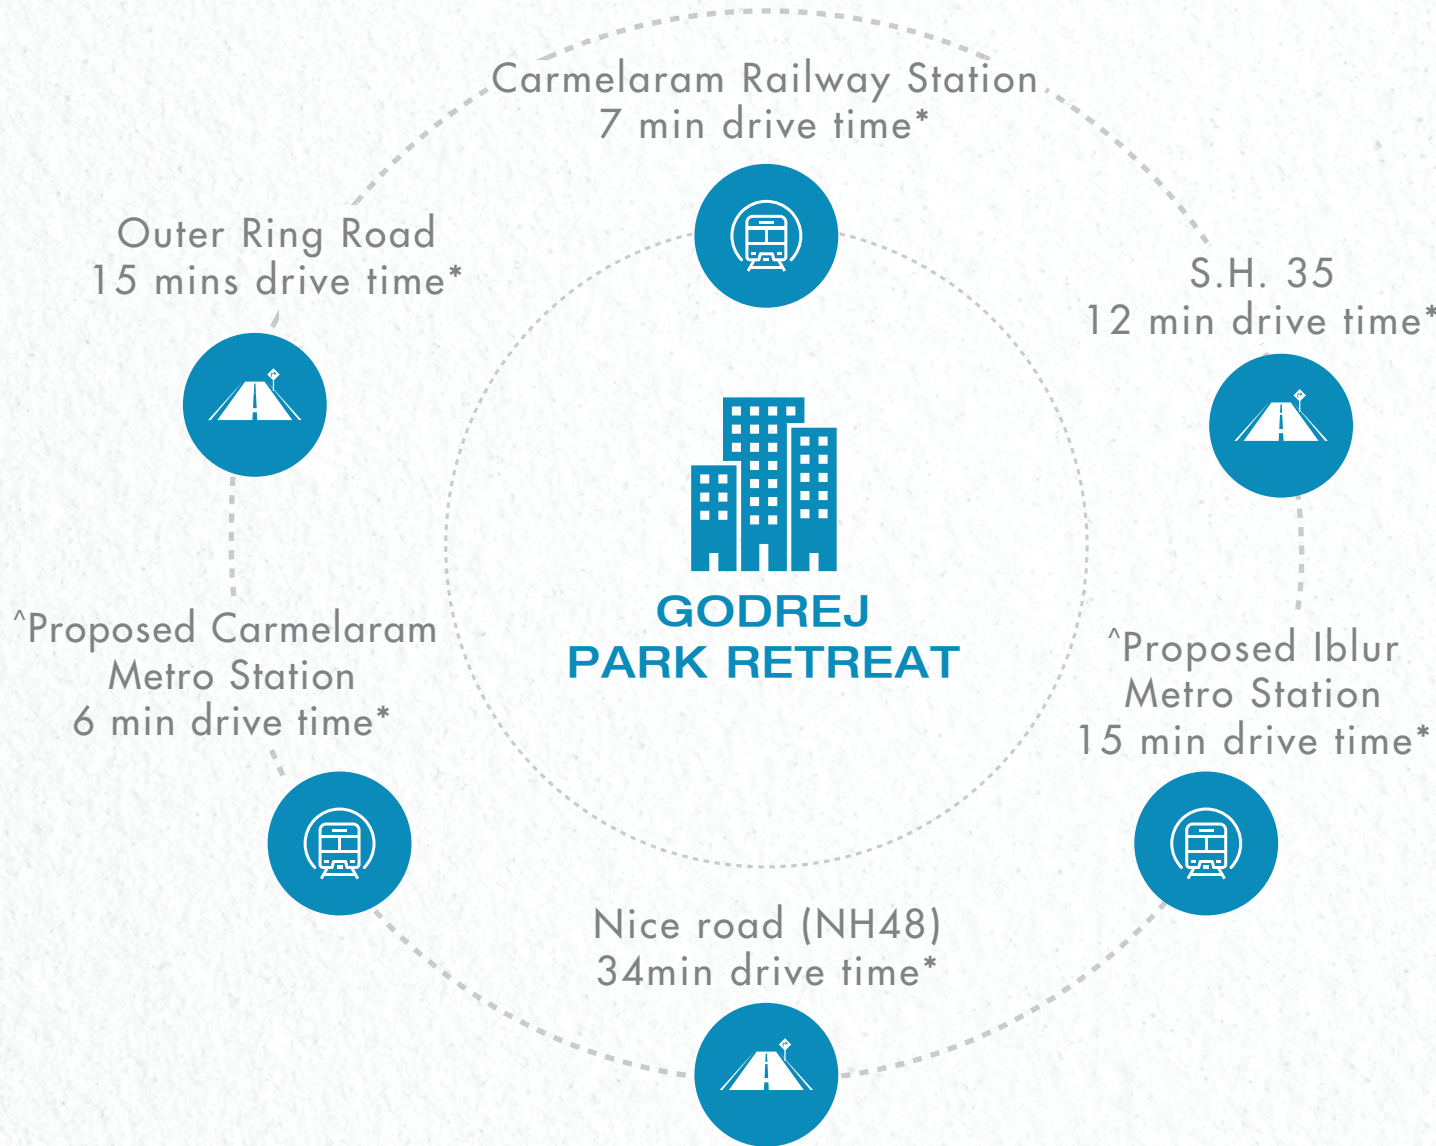 Carmelaram Railway Station
7 min drive time*
Outer Ring Road
15 mins drive time*
S.H. 35
12 min drive time*
GODREJ
PARK RETREAT
^Proposed Carmelaram
Metro Station
6 min drive time*
^Proposed Iblur
Metro Station
15 min drive time*
Nice road (NH48)
34min drive time*